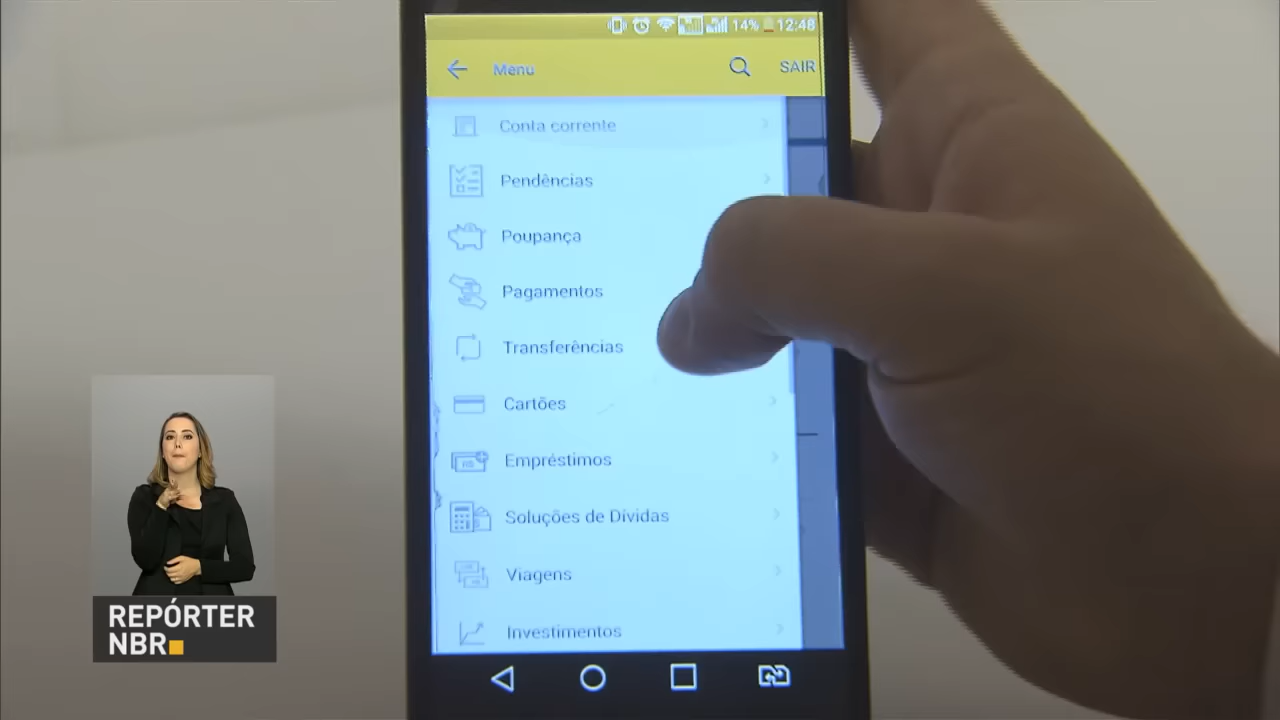 14% 12:48
Menu SAIR
Conta corrente
Pendências
Poupança
Pagamentos
Transferências
Cartões
Empréstimos
Soluções de Dívidas
Viagens
Investimentos
REPÓRTER
NBR